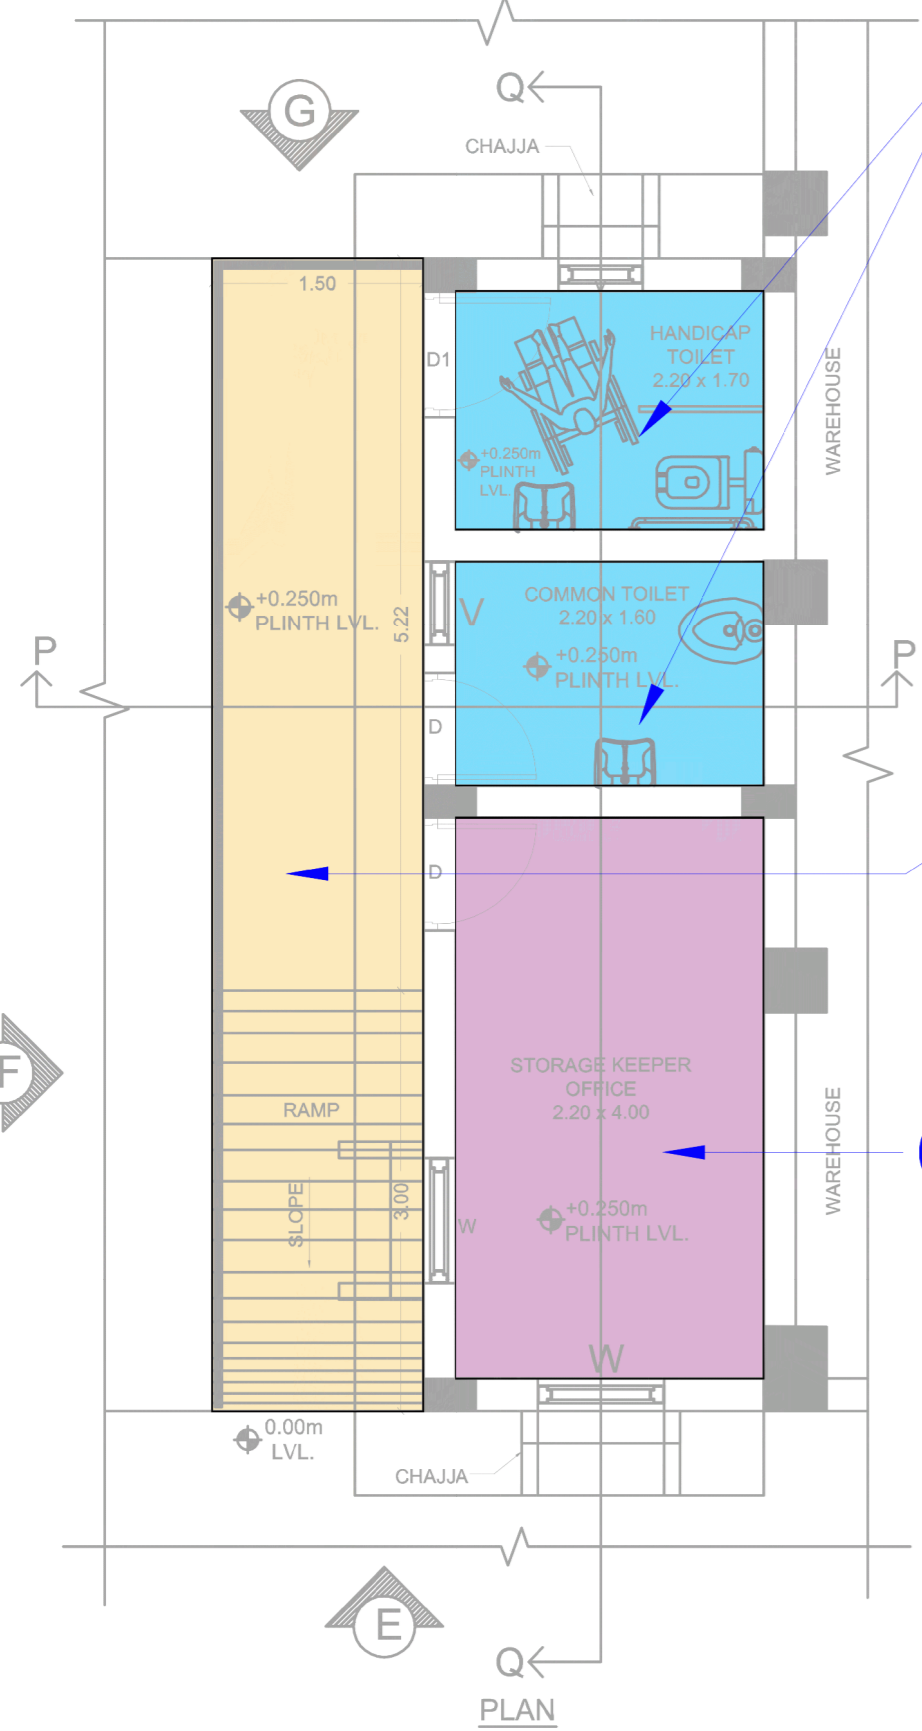 G
Q
CHAJJA
1.50
D1
HANDICAP
TOILET
2.20 x 1.70
WAREHOUSE
+0.250m
PLINTH
LVL.
+0.250m
PLINTH LVL.
5.22
V
COMMON TOILET
2.20 x 1.60
+0.250m
PLINTH LVL.
P
P
D
D
STORAGE KEEPER
OFFICE
2.20 x 4.00
F
RAMP
SLOPE
3.00
W
WAREHOUSE
+0.250m
PLINTH LVL.
W
0.00m
LVL.
CHAJJA
E
Q
PLAN